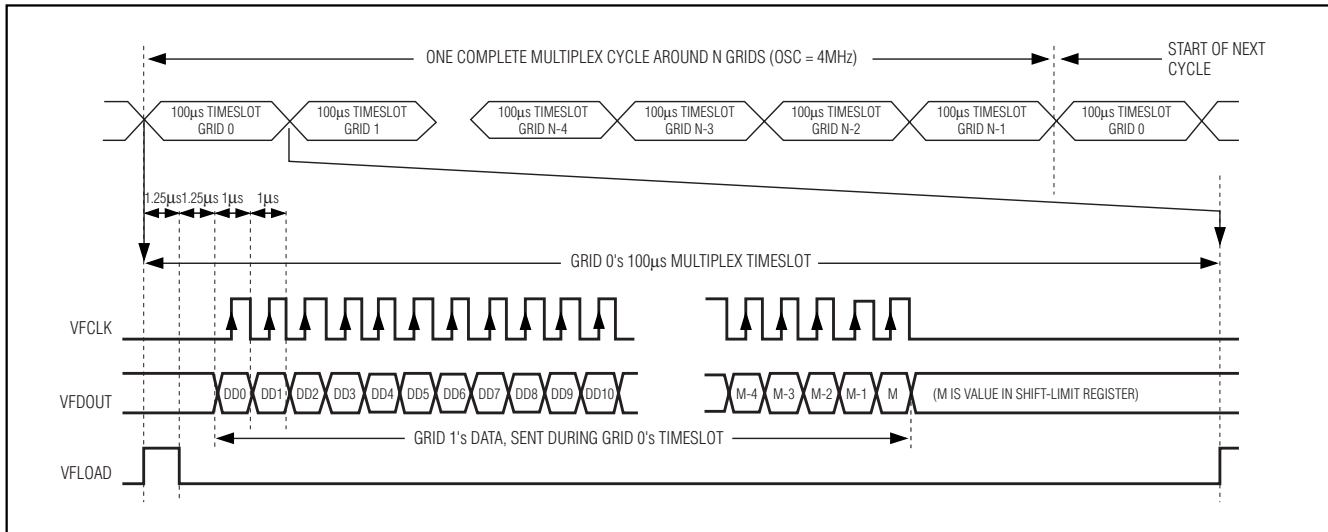 ONE COMPLETE MULTIPLEX CYCLE AROUND N GRIDS (OSC = 4MHz)
START OF NEXT
CYCLE
100μs TIMESLOT
GRID 0
100μs TIMESLOT
GRID 1
100μs TIMESLOT
GRID N-4
100μs TIMESLOT
GRID N-3
100μs TIMESLOT
GRID N-2
100μs TIMESLOT
GRID N-1
100μs TIMESLOT
GRID 0
1.25μs 1.25μs 1μs 1μs
GRID 0's 100μs MULTIPLEX TIMESLOT
VFCLK
VFDOUT DD0 DD1 DD2 DD3 DD4 DD5 DD6 DD7 DD8 DD9 DD10 M-4 M-3 M-2 M-1 M (M IS VALUE IN SHIFT-LIMIT REGISTER)
GRID 1's DATA, SENT DURING GRID 0's TIMESLOT
VFLOAD